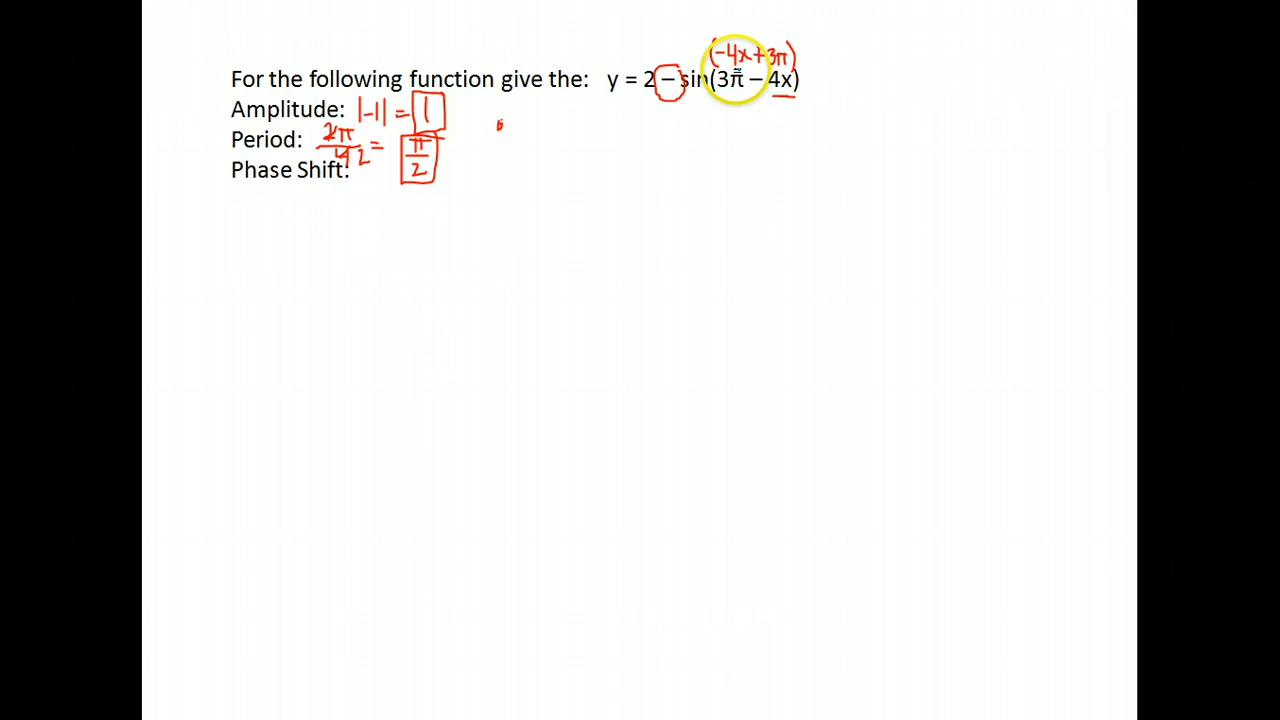 (-4x+3π)
For the following function give the: y = 2 − sin(3π − 4x)
Amplitude: |-1| = 1
Period: 2π/4 2 = π/2
Phase Shift: